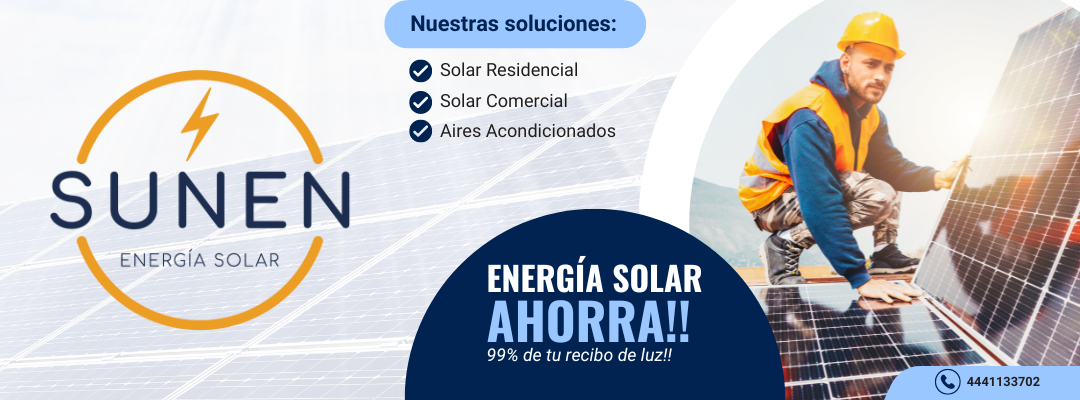 SUNEN
ENERGÍA SOLAR
Nuestras soluciones:
Solar Residencial
Solar Comercial
Aires Acondicionados
ENERGÍA SOLAR
AHORRA!!
99% de tu recibo de luz!!
4441133702